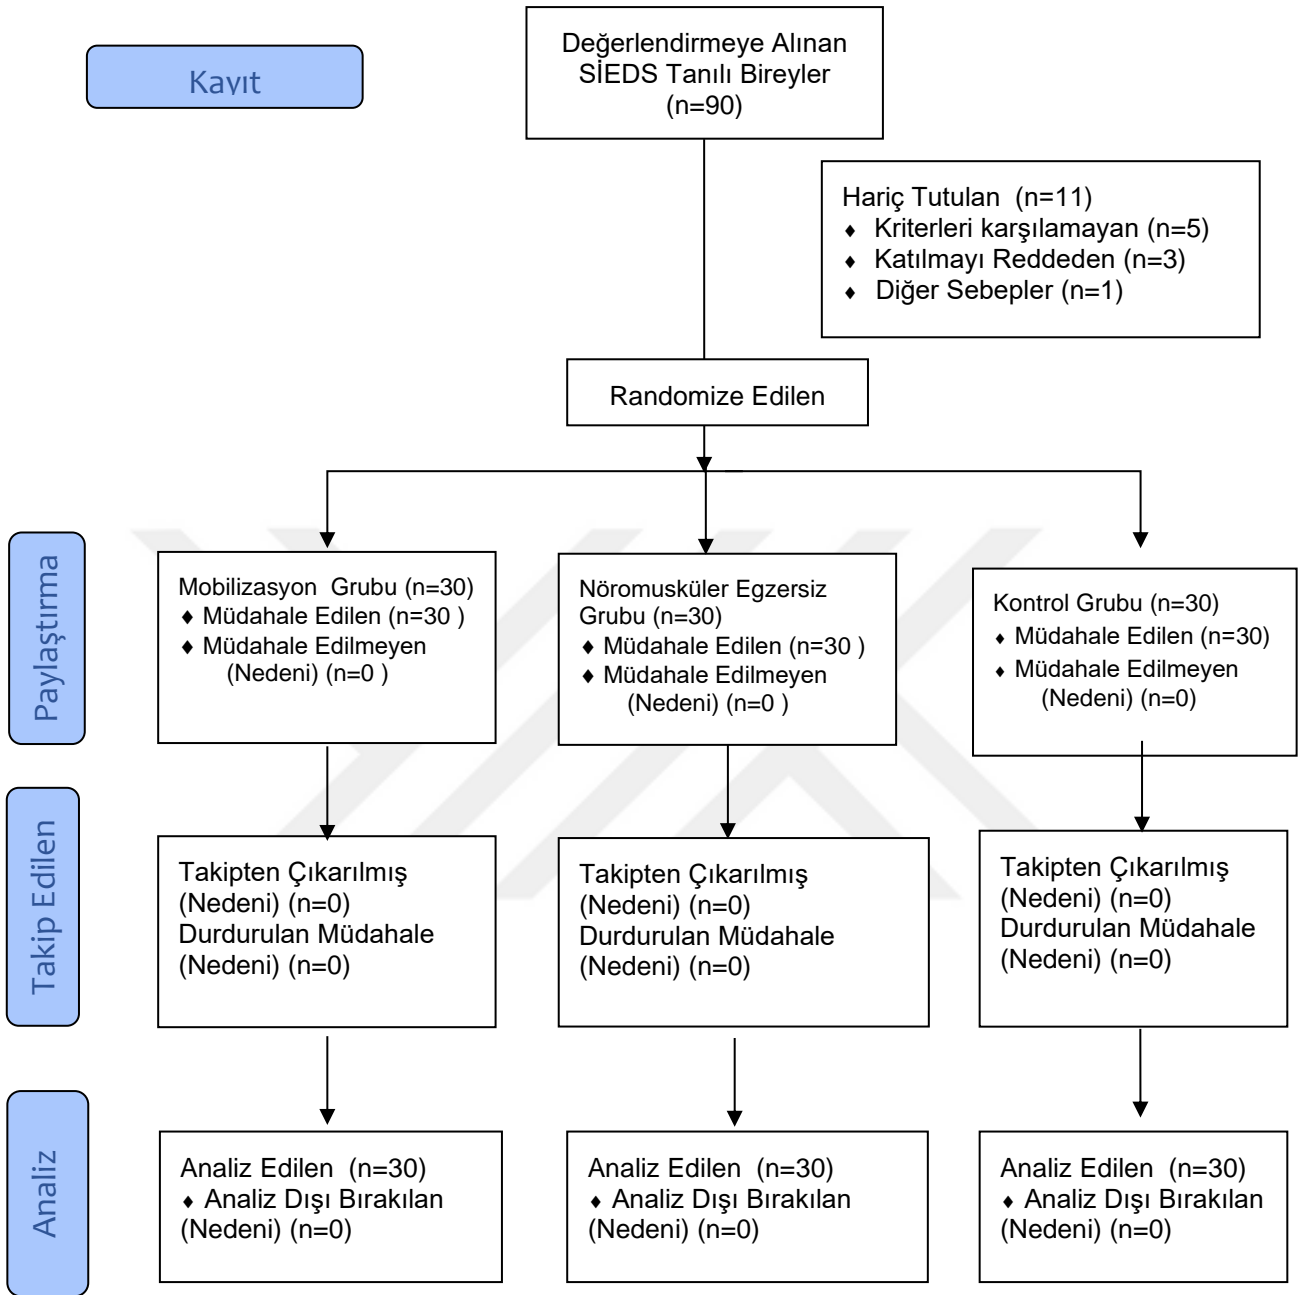 Kayıt
Değerlendirmeye Alınan
SİEDS Tanılı Bireyler
(n=90)
Hariç Tutulan  (n=11)
♦ Kriterleri karşılamayan (n=5)
♦ Katılmayı Reddeden (n=3)
♦ Diğer Sebepler (n=1)
Randomize Edilen
Paylaştırma
Mobilizasyon  Grubu (n=30)
♦ Müdahale Edilen (n=30 )
♦ Müdahale Edilmeyen
(Nedeni) (n=0 )
Nöromusküler Egzersiz
Grubu (n=30)
♦ Müdahale Edilen (n=30 )
♦ Müdahale Edilmeyen
(Nedeni) (n=0 )
Kontrol Grubu (n=30)
♦ Müdahale Edilen (n=30)
♦ Müdahale Edilmeyen
(Nedeni) (n=0)
Takip Edilen
Takipten Çıkarılmış
(Nedeni) (n=0)
Durdurulan Müdahale
(Nedeni) (n=0)
Takipten Çıkarılmış
(Nedeni) (n=0)
Durdurulan Müdahale
(Nedeni) (n=0)
Takipten Çıkarılmış
(Nedeni) (n=0)
Durdurulan Müdahale
(Nedeni) (n=0)
Analiz
Analiz Edilen  (n=30)
♦ Analiz Dışı Bırakılan
(Nedeni) (n=0)
Analiz Edilen  (n=30)
♦ Analiz Dışı Bırakılan
(Nedeni) (n=0)
Analiz Edilen  (n=30)
♦ Analiz Dışı Bırakılan
(Nedeni) (n=0)